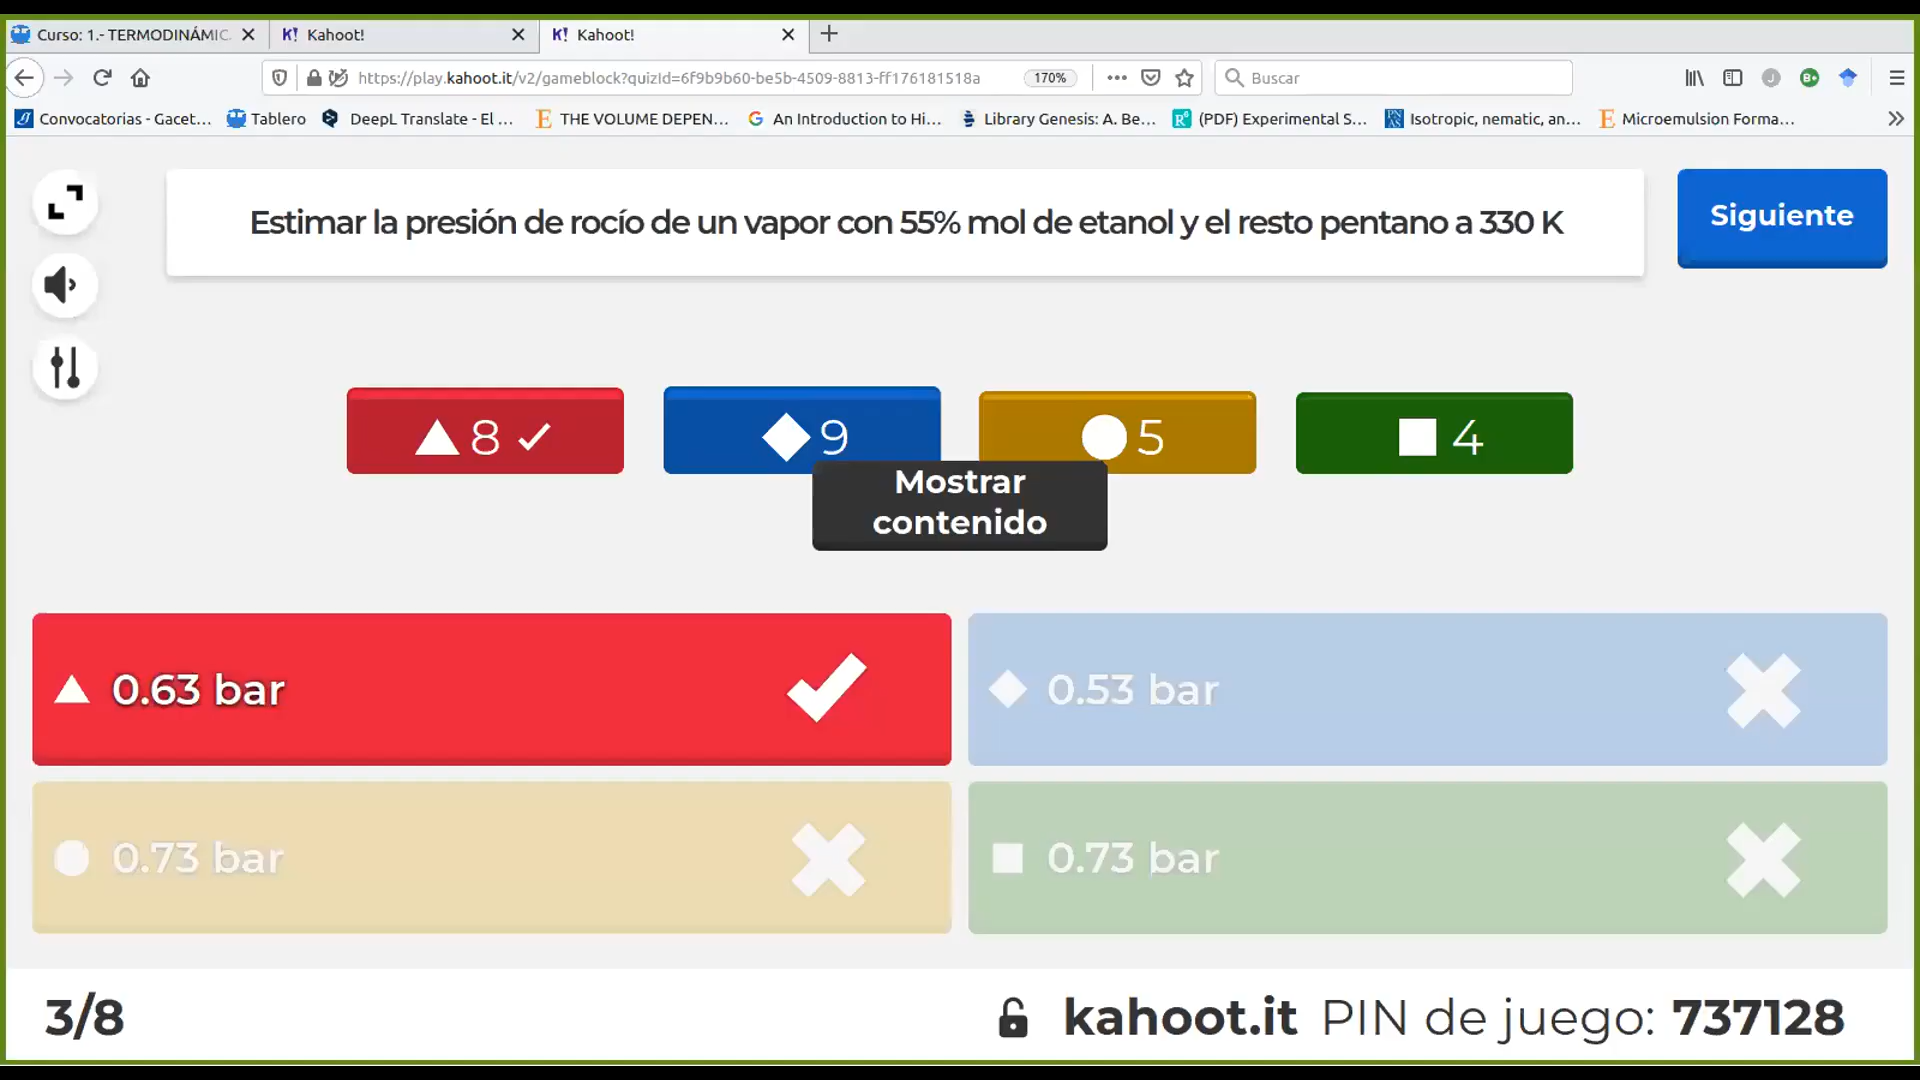 Curso: 1.- TERMODINÁMIC
Kahoot!
Kahoot!
https://play.kahoot.it/v2/gameblock?quizId=6f9b9b60-be5b-4509-8813-ff176181518a
170%
Buscar
Convocatorias - Gacet...
Tablero
DeepL Translate - El ...
THE VOLUME DEPEN...
An Introduction to Hi...
Library Genesis: A. Be...
(PDF) Experimental S...
Isotropic, nematic, an...
Microemulsion Forma...
Estimar la presión de rocío de un vapor con 55% mol de etanol y el resto pentano a 330 K
Siguiente
8
9
5
4
Mostrar
contenido
0.63 bar
0.53 bar
0.73 bar
0.73 bar
3/8
kahoot.it PIN de juego: 737128